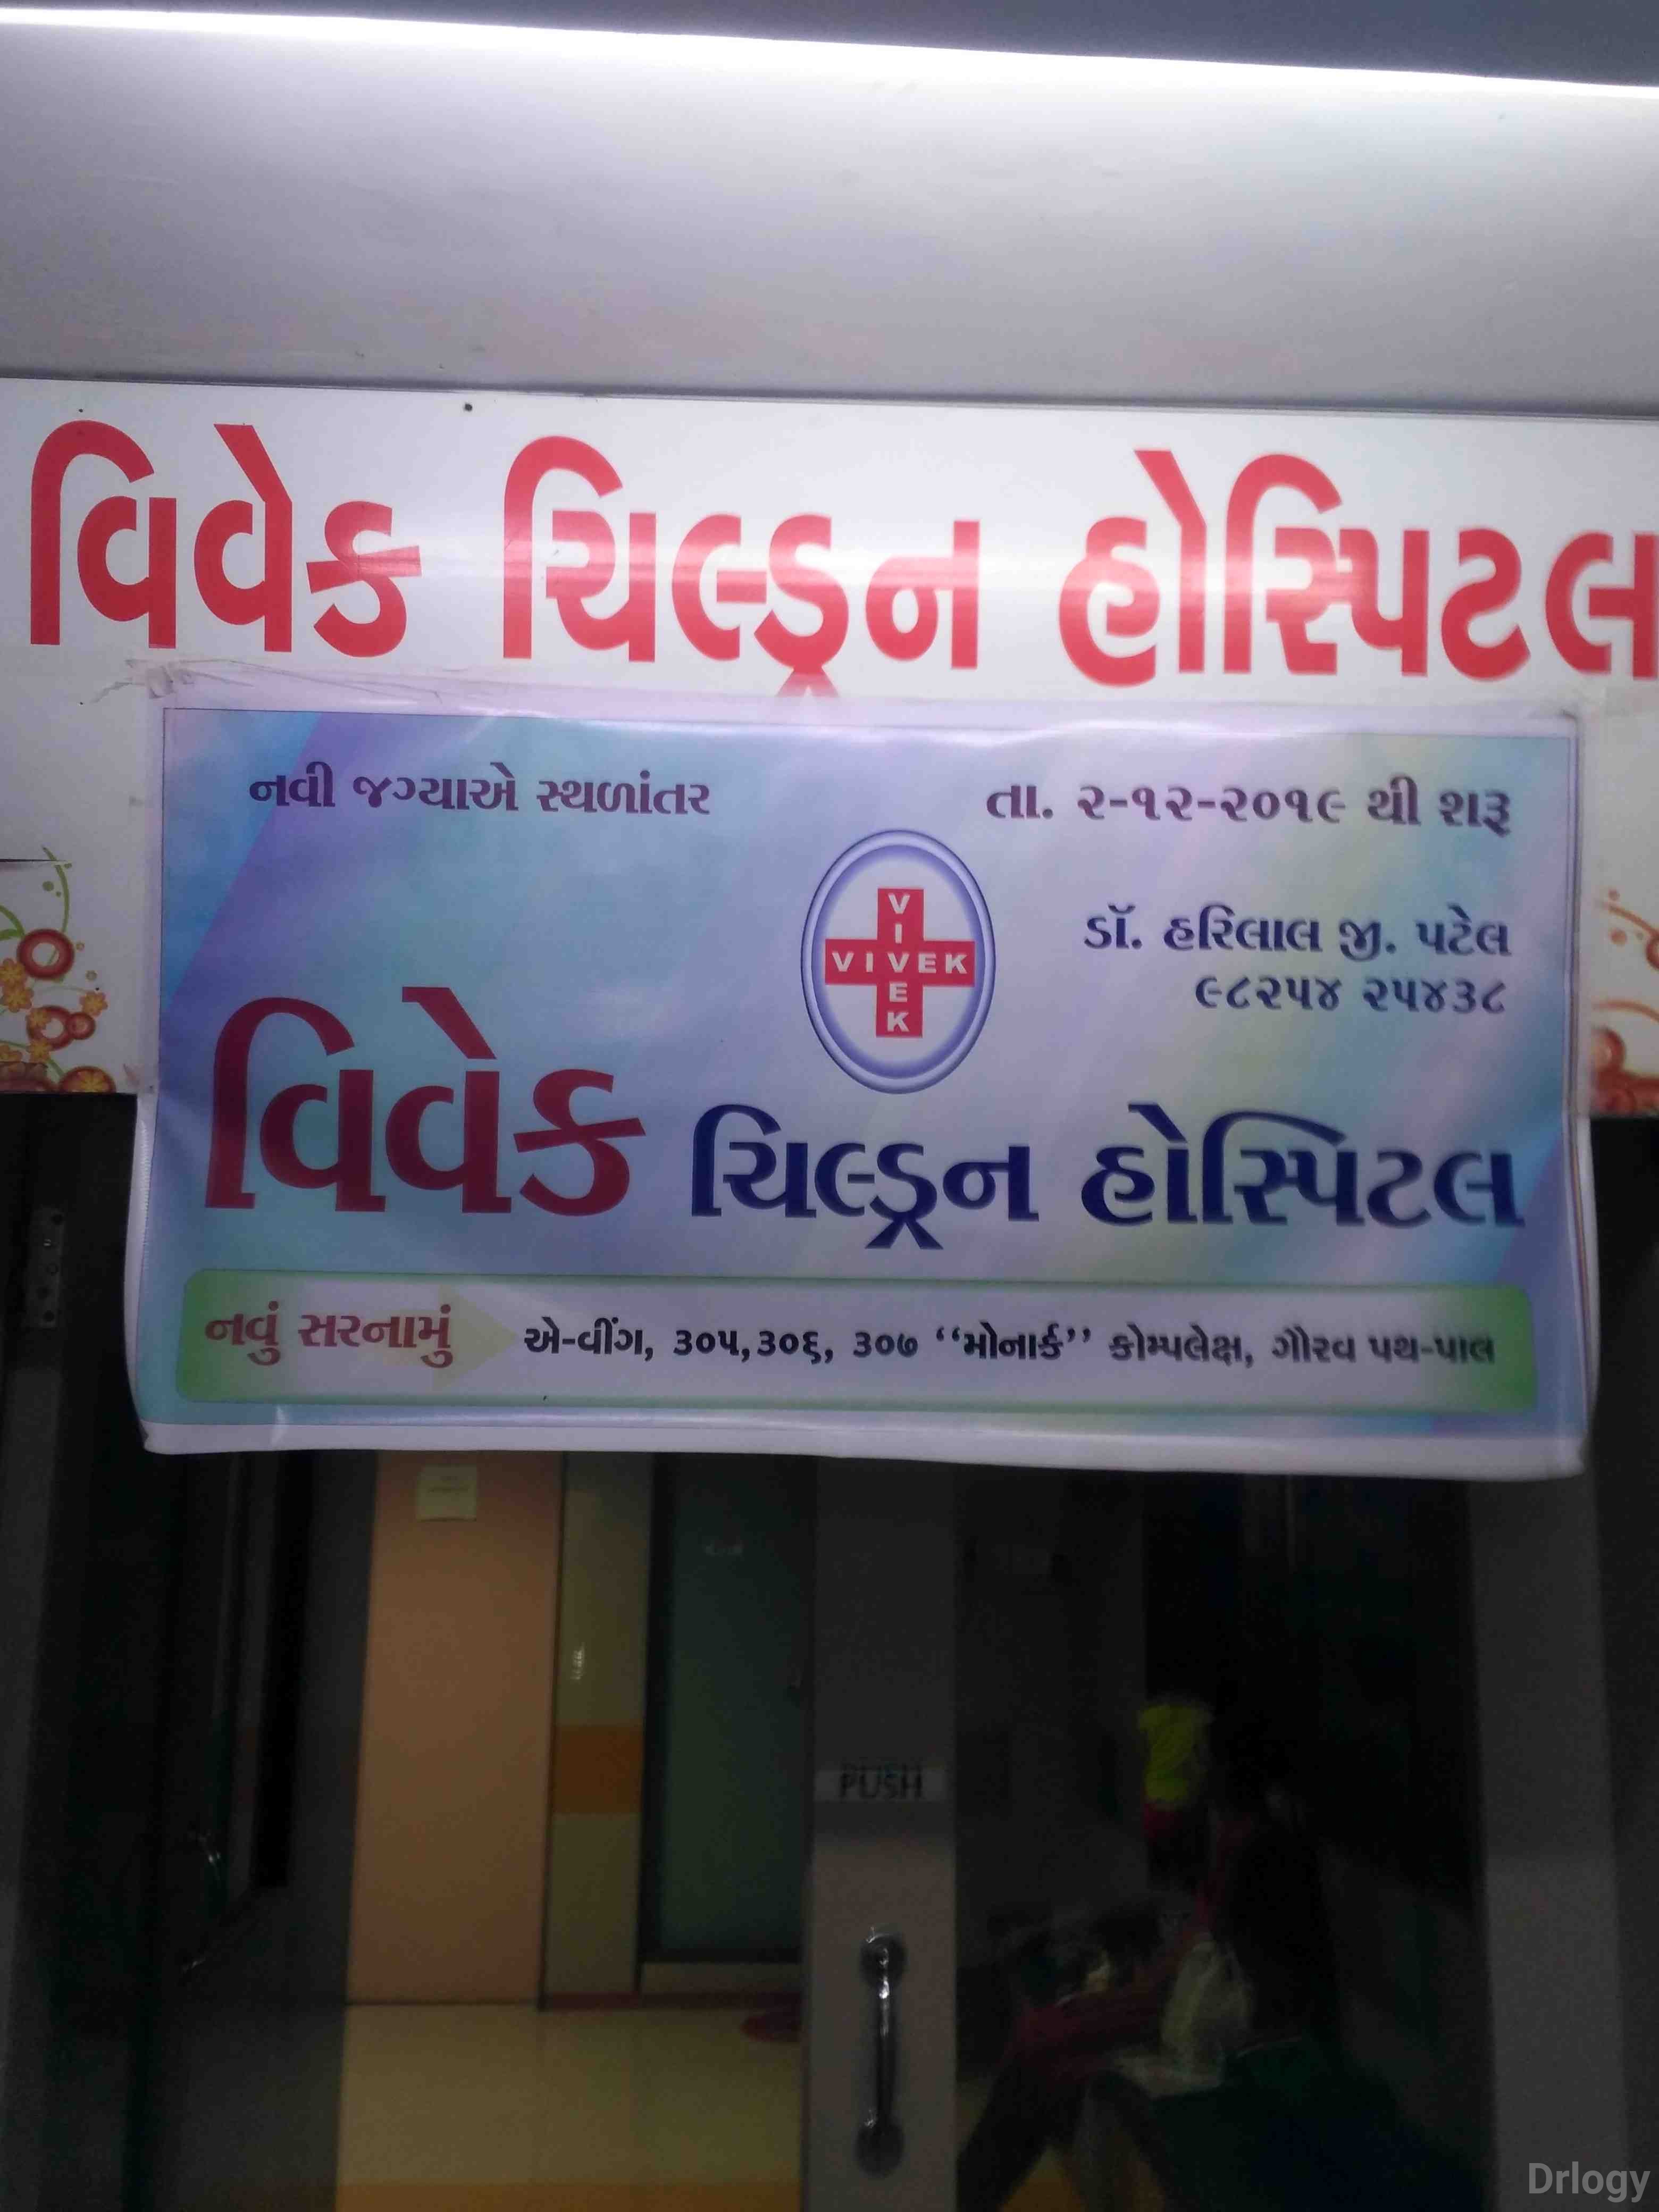 વિવેક ચિલ્ડ્રન હોસ્પિટલ
નવી જગ્યાએ સ્થળાંતર
તા. ૨-૧૨-૨૦૧૯ થી શરૂ
VIVEK
VIVEK
ડૉ. હરિલાલ જી. પટેલ
૯૮૨૫૪ ૨૫૪૩૮
વિવેક ચિલ્ડ્રન હોસ્પિટલ
નવું સરનામું એ-વીંગ, ૩૦૫,૩૦૬, ૩૦૭ “મોનાર્ક” કોમ્પલેક્ષ, ગૌરવ પથ-પાલ
PUSH
Drlogy